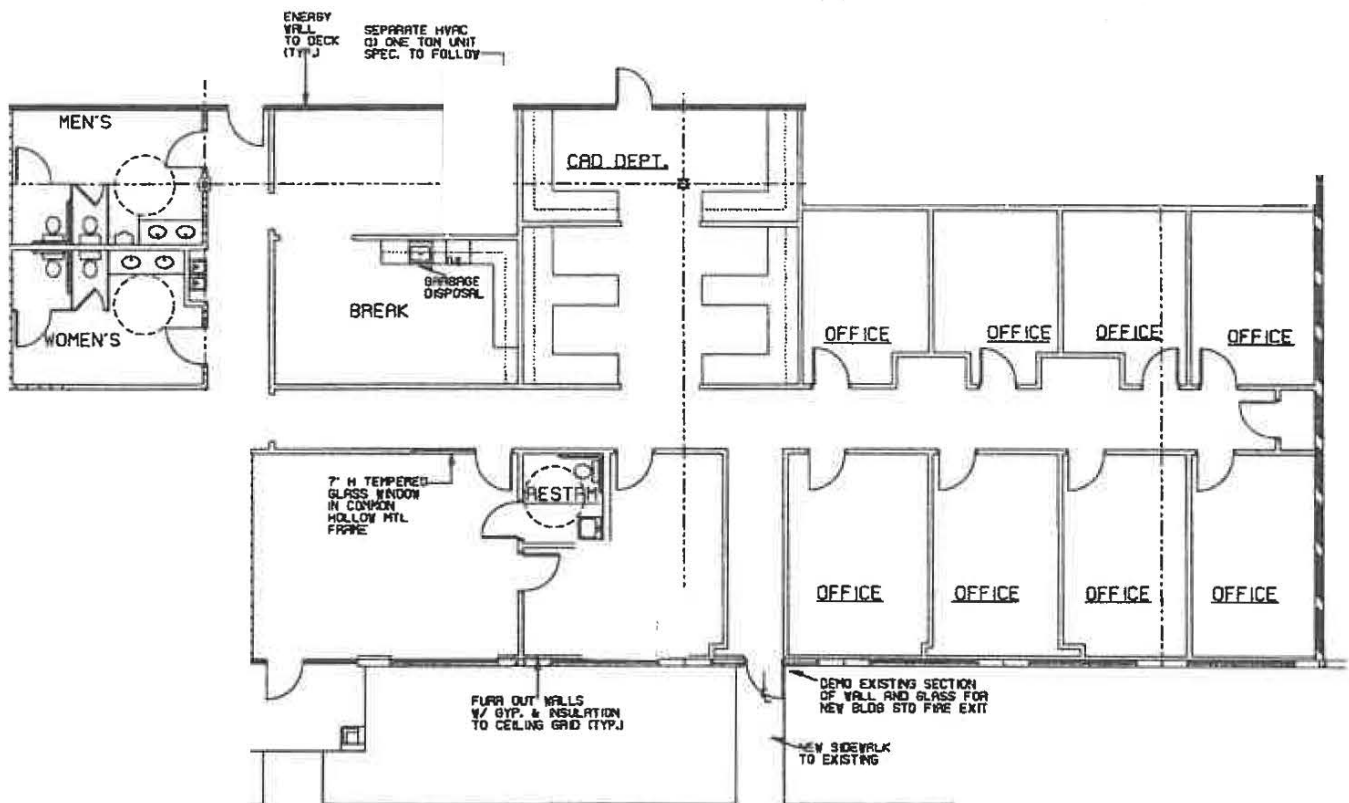 ENERGY
WALL
TO DECK
(TYP.)
SEPARATE HVAC
(1) ONE TON UNIT
SPEC. TO FOLLOW
MEN'S
CAD DEPT.
GARBAGE
DISPOSAL
BREAK
WOMEN'S
OFFICE
OFFICE
OFFICE
OFFICE
7' H TEMPERED
GLASS WINDOW
IN COMMON
HOLLOW MTL
FRAME
RESTRM
OFFICE
OFFICE
OFFICE
OFFICE
FURR OUT WALLS
W/ GYP. & INSULATION
TO CEILING GRID (TYP.)
DEMO EXISTING SECTION
OF WALL AND GLASS FOR
NEW BLDG STD FIRE EXIT
NEW SIDEWALK
TO EXISTING